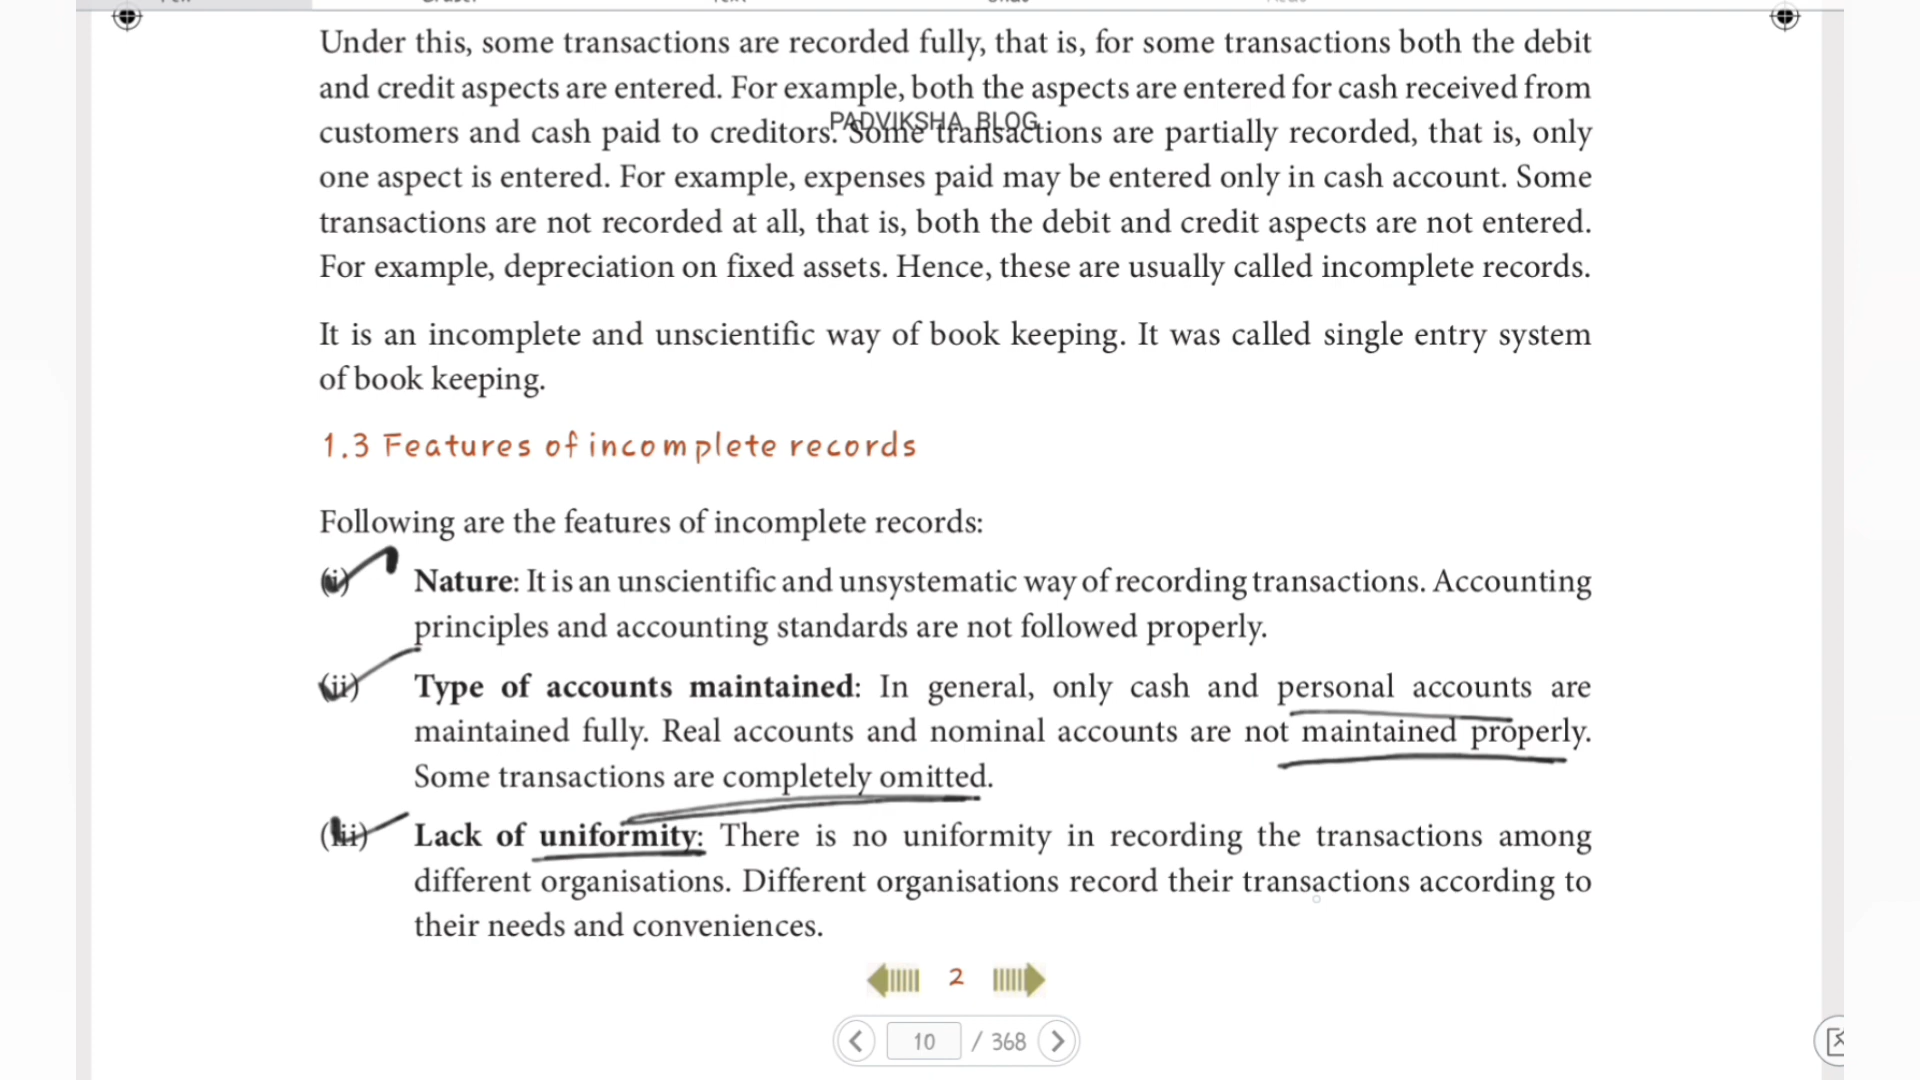 Under this, some transactions are recorded fully, that is, for some transactions both the debit
and credit aspects are entered. For example, both the aspects are entered for cash received from
PADVIKSHA BLOG
customers and cash paid to creditors. Some transactions are partially recorded, that is, only
one aspect is entered. For example, expenses paid may be entered only in cash account. Some
transactions are not recorded at all, that is, both the debit and credit aspects are not entered.
For example, depreciation on fixed assets. Hence, these are usually called incomplete records.
It is an incomplete and unscientific way of book keeping. It was called single entry system
of book keeping.
1.3 Features of incomplete records
Following are the features of incomplete records:
(i) Nature: It is an unscientific and unsystematic way of recording transactions. Accounting
principles and accounting standards are not followed properly.
(ii) Type of accounts maintained: In general, only cash and personal accounts are
maintained fully. Real accounts and nominal accounts are not maintained properly.
Some transactions are completely omitted.
(iii) Lack of uniformity: There is no uniformity in recording the transactions among
different organisations. Different organisations record their transactions according to
their needs and conveniences.
2
10 / 368